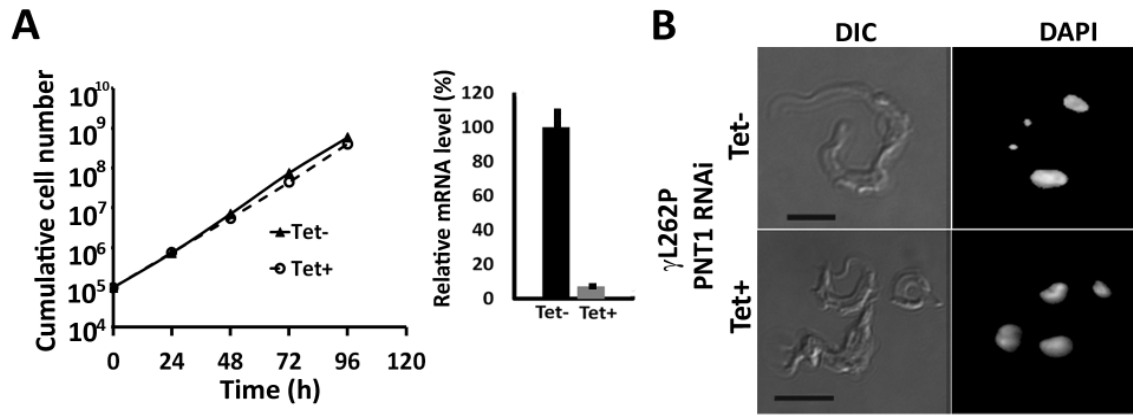 A
Cumulative cell number
10^10
10^9
10^8
10^7
10^6
10^5
10^4
0 24 48 72 96 120
Time (h)
Tet-
Tet+
Relative mRNA level (%)
120
100
80
60
40
20
0
Tet- Tet+
B
DIC DAPI
γL262P
PNT1 RNAi
Tet-
Tet+